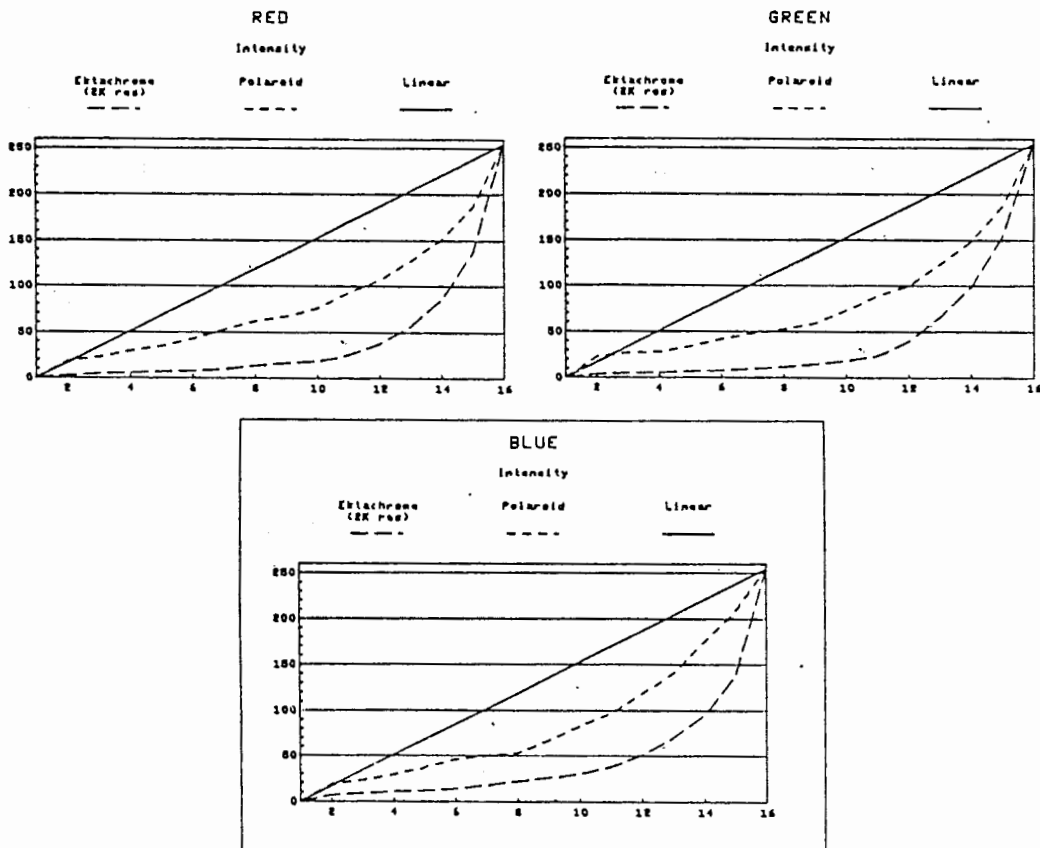 RED
Intensity
Ektachrome Polaroid Linear
(2K res)
250
200
150
100
50
0
2 4 6 8 10 12 14 16
GREEN
Intensity
Ektachrome Polaroid Linear
(2K res)
250
200
150
100
50
0
2 4 6 8 10 12 14 16
BLUE
Intensity
Ektachrome Polaroid Linear
(2K res)
250
200
150
100
50
0
2 4 6 8 10 12 14 16